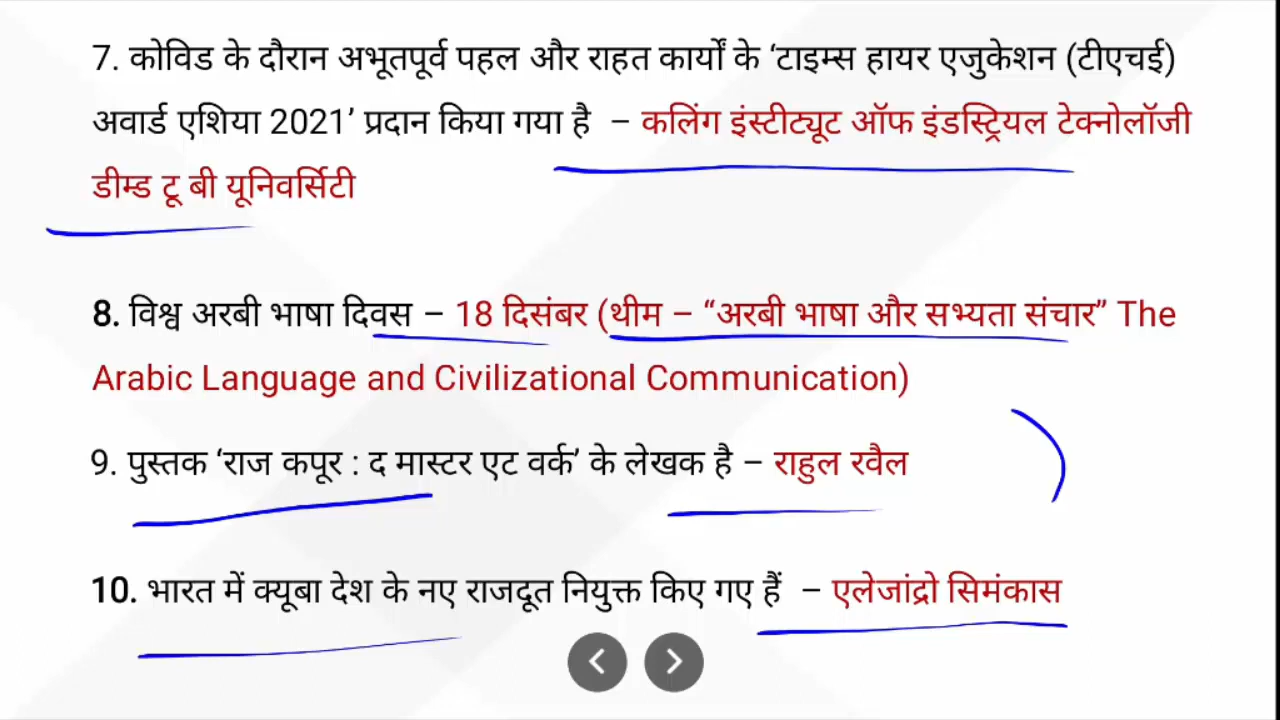 7. कोविड के दौरान अभूतपूर्व पहल और राहत कार्यों के ‘टाइम्स हायर एजुकेशन (टीएचई)
अवार्ड एशिया 2021’ प्रदान किया गया है – कलिंग इंस्टीट्यूट ऑफ इंडस्ट्रियल टेक्नोलॉजी
डीम्ड टू बी यूनिवर्सिटी
8. विश्व अरबी भाषा दिवस – 18 दिसंबर (थीम – “अरबी भाषा और सभ्यता संचार” The
Arabic Language and Civilizational Communication)
9. पुस्तक ‘राज कपूर : द मास्टर एट वर्क’ के लेखक है – राहुल रवैल
10. भारत में क्यूबा देश के नए राजदूत नियुक्त किए गए हैं – एलेजांद्रो सिमंकास